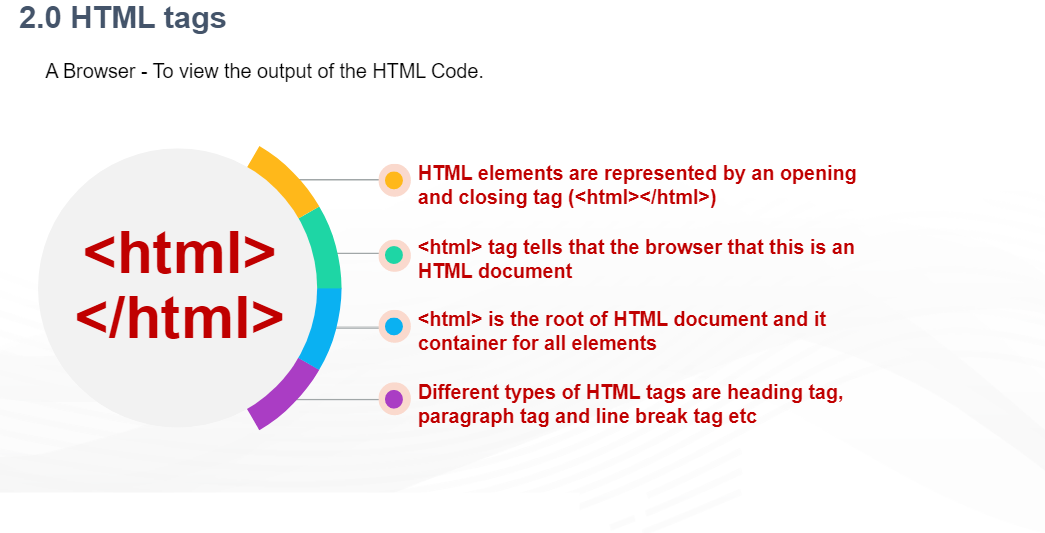 2.0 HTML tags
A Browser - To view the output of the HTML Code.
<html>
</html>
HTML elements are represented by an opening
and closing tag (<html></html>)
<html> tag tells that the browser that this is an
HTML document
<html> is the root of HTML document and it
container for all elements
Different types of HTML tags are heading tag,
paragraph tag and line break tag etc